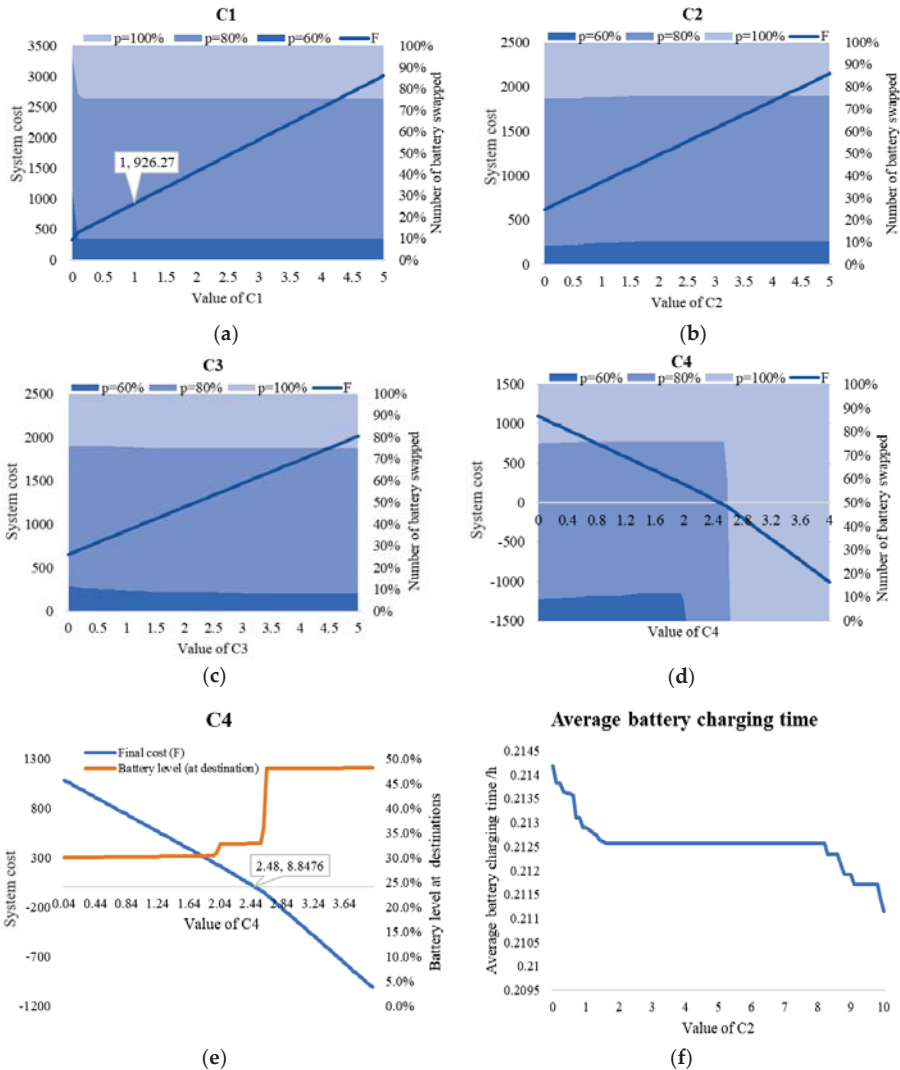 C1
p=100% p=80% p=60% F
3500
3000
2500
2000
1500
1000
500
0
System cost
1, 926.27
100%
90%
80%
70%
60%
50%
40%
30%
20%
10%
0%
Number of battery swapped
0 0.5 1 1.5 2 2.5 3 3.5 4 4.5 5
Value of C1
(a)
C2
p=60% p=80% p=100% F
2500
2000
1500
1000
500
0
System cost
100%
90%
80%
70%
60%
50%
40%
30%
20%
10%
0%
Number of battery swapped
0 0.5 1 1.5 2 2.5 3 3.5 4 4.5 5
Value of C2
(b)
C3
p=60% p=80% p=100% F
2500
2000
1500
1000
500
0
System cost
100%
90%
80%
70%
60%
50%
40%
30%
20%
10%
0%
Number of battery swapped
0 0.5 1 1.5 2 2.5 3 3.5 4 4.5 5
Value of C3
(c)
C4
p=60% p=80% p=100% F
1500
1000
500
0
-500
-1000
-1500
System cost
100%
90%
80%
70%
60%
50%
40%
30%
20%
10%
0%
Number of battery swapped
0 0.4 0.8 1.2 1.6 2 2.4 2.8 3.2 3.6 4
Value of C4
(d)
C4
Final cost (F)
Battery level (at destination)
1300
800
300
-200
-700
-1200
System cost
50.0%
45.0%
40.0%
35.0%
30.0%
25.0%
20.0%
15.0%
10.0%
5.0%
0.0%
Battery level at destinations
2.48, 8.8476
0.04 0.44 0.84 1.24 1.64 2.04 2.44 2.84 3.24 3.64
Value of C4
(e)
Average battery charging time
0.2145
0.214
0.2135
0.213
0.2125
0.212
0.2115
0.211
0.2105
0.21
0.2095
Average battery charging time /h
0 1 2 3 4 5 6 7 8 9 10
Value of C2
(f)